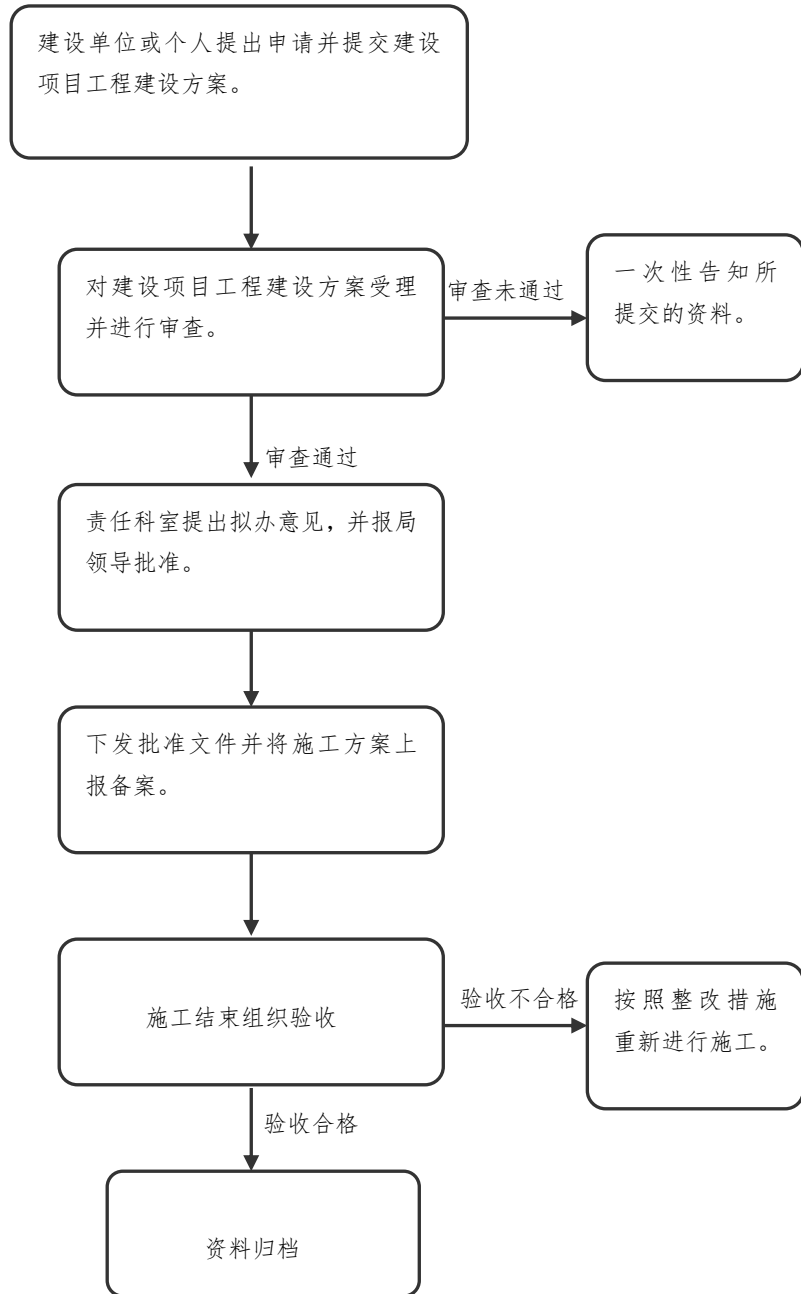 建设单位或个人提出申请并提交建设
项目工程建设方案。
对建设项目工程建设方案受理
并进行审查。
审查未通过
一次性告知所
提交的资料。
审查通过
责任科室提出拟办意见，并报局
领导批准。
下发批准文件并将施工方案上
报备案。
施工结束组织验收
验收不合格
按照整改措施
重新进行施工。
验收合格
资料归档